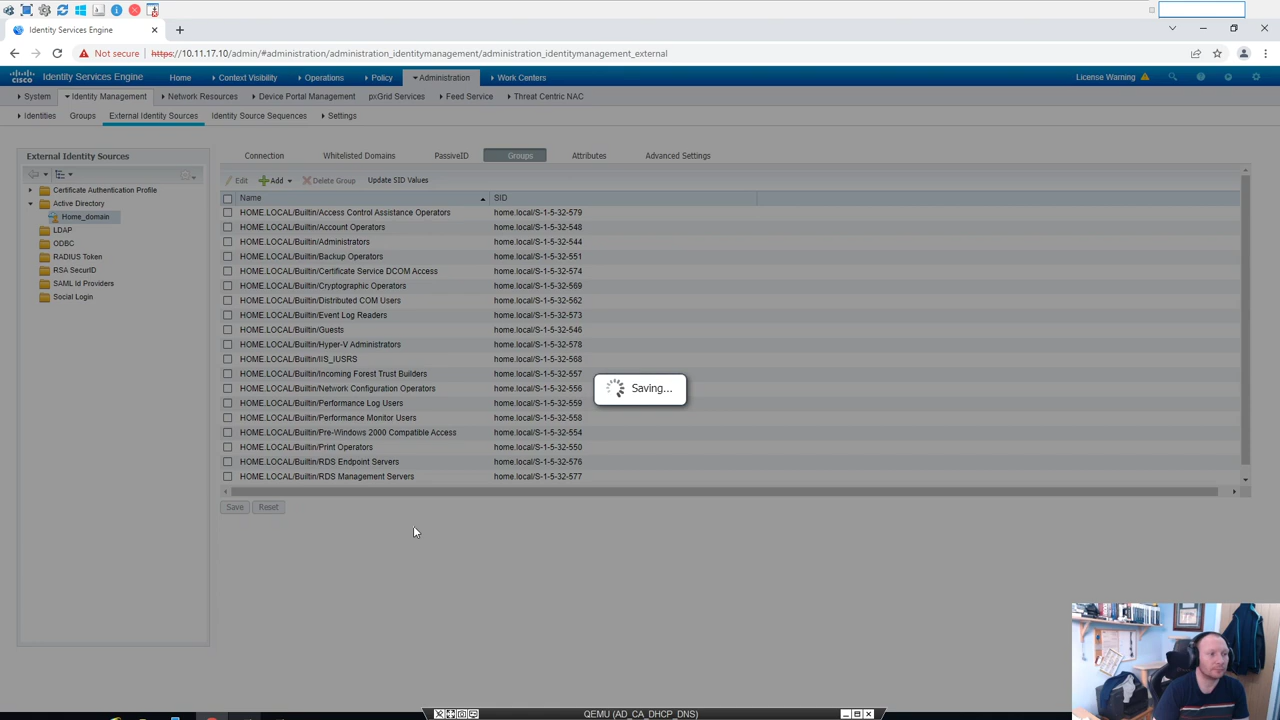 Identity Services Engine
Not secure https://10.11.17.10/admin/#administration/administration_identitymanagement/administration_identitymanagement_external
CISCO Identity Services Engine Home Context Visibility Operations Policy Administration Work Centers License Warning
System Identity Management Network Resources Device Portal Management pxGrid Services Feed Service Threat Centric NAC
Identities Groups External Identity Sources Identity Source Sequences Settings
External Identity Sources
Certificate Authentication Profile
Active Directory
Home_domain
LDAP
ODBC
RADIUS Token
RSA SecurID
SAML Id Providers
Social Login
Connection Whitelisted Domains PassiveID Groups Attributes Advanced Settings
Edit Add Delete Group Update SID Values
Name SID
HOME.LOCAL/Builtin/Access Control Assistance Operators home.local/S-1-5-32-579
HOME.LOCAL/Builtin/Account Operators home.local/S-1-5-32-548
HOME.LOCAL/Builtin/Administrators home.local/S-1-5-32-544
HOME.LOCAL/Builtin/Backup Operators home.local/S-1-5-32-551
HOME.LOCAL/Builtin/Certificate Service DCOM Access home.local/S-1-5-32-574
HOME.LOCAL/Builtin/Cryptographic Operators home.local/S-1-5-32-569
HOME.LOCAL/Builtin/Distributed COM Users home.local/S-1-5-32-562
HOME.LOCAL/Builtin/Event Log Readers home.local/S-1-5-32-573
HOME.LOCAL/Builtin/Guests home.local/S-1-5-32-546
HOME.LOCAL/Builtin/Hyper-V Administrators home.local/S-1-5-32-578
HOME.LOCAL/Builtin/IIS_IUSRS home.local/S-1-5-32-568
HOME.LOCAL/Builtin/Incoming Forest Trust Builders home.local/S-1-5-32-557
HOME.LOCAL/Builtin/Network Configuration Operators home.local/S-1-5-32-556
HOME.LOCAL/Builtin/Performance Log Users home.local/S-1-5-32-559
HOME.LOCAL/Builtin/Performance Monitor Users home.local/S-1-5-32-558
HOME.LOCAL/Builtin/Pre-Windows 2000 Compatible Access home.local/S-1-5-32-554
HOME.LOCAL/Builtin/Print Operators home.local/S-1-5-32-550
HOME.LOCAL/Builtin/RDS Endpoint Servers home.local/S-1-5-32-576
HOME.LOCAL/Builtin/RDS Management Servers home.local/S-1-5-32-577
Saving...
Save Reset
QEMU (AD_CA_DHCP_DNS)